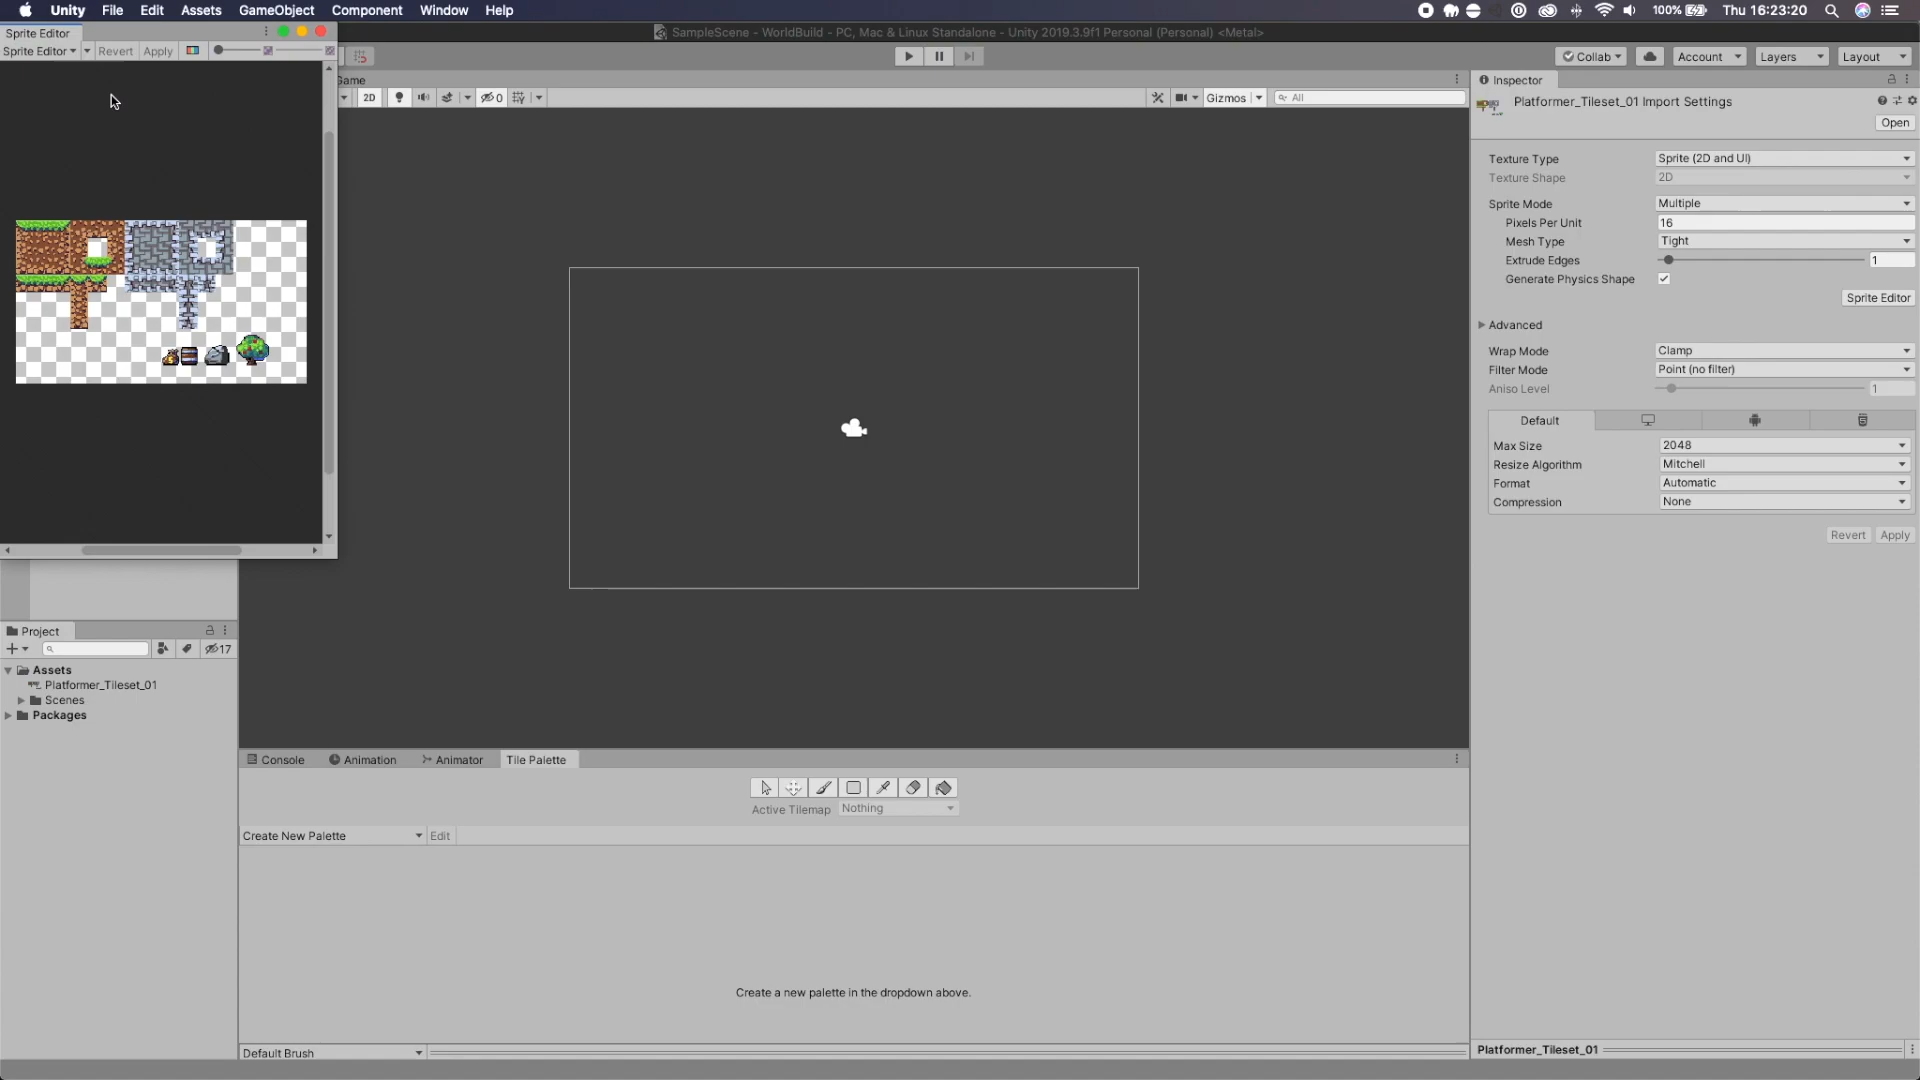 Unity File Edit Assets GameObject Component Window Help 100% Thu 16:23:20
Sprite Editor
SampleScene - WorldBuild - PC, Mac & Linux Standalone - Unity 2019.3.9f1 Personal (Personal) <Metal>
Sprite Editor Revert Apply
Collab Account Layers Layout
Game
Inspector
2D 0 Gizmos All
Platformer_Tileset_01 Import Settings
Open
Texture Type Sprite (2D and UI)
Texture Shape 2D
Sprite Mode Multiple
Pixels Per Unit 16
Mesh Type Tight
Extrude Edges 1
Generate Physics Shape
Sprite Editor
Advanced
Wrap Mode Clamp
Filter Mode Point (no filter)
Aniso Level 1
Default
Max Size 2048
Resize Algorithm Mitchell
Format Automatic
Compression None
Revert Apply
Project
17
Assets
Platformer_Tileset_01
Scenes
Packages
Console Animation Animator Tile Palette
Active Tilemap Nothing
Create New Palette Edit
Create a new palette in the dropdown above.
Default Brush
Platformer_Tileset_01